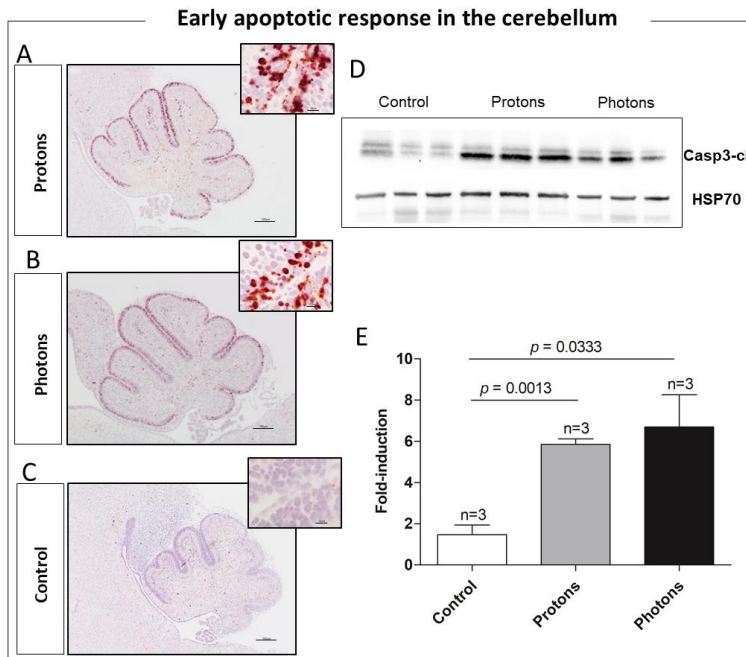 Early apoptotic response in the cerebellum
A
Protons
B
Photons
C
Control
D
Control Protons Photons
Casp3-cl
HSP70
E
p = 0.0333
p = 0.0013
n=3
n=3
n=3
Fold-induction
10
8
6
4
2
0
Control
Protons
Photons